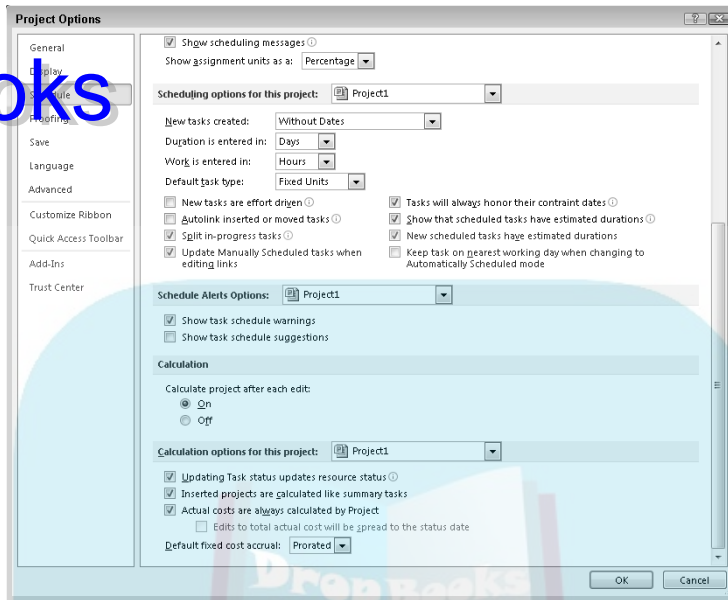 Project Options
General
Display
Schedule
Proofing
Save
Language
Advanced
Customize Ribbon
Quick Access Toolbar
Add-Ins
Trust Center
oks
Show scheduling messages
Show assignment units as a: Percentage
Scheduling options for this project: Project1
New tasks created: Without Dates
Duration is entered in: Days
Work is entered in: Hours
Default task type: Fixed Units
New tasks are effort driven
Autolink inserted or moved tasks
Split in-progress tasks
Update Manually Scheduled tasks when
editing links
Tasks will always honor their contraint dates
Show that scheduled tasks have estimated durations
New scheduled tasks have estimated durations
Keep task on nearest working day when changing to
Automatically Scheduled mode
Schedule Alerts Options: Project1
Show task schedule warnings
Show task schedule suggestions
Calculation
Calculate project after each edit:
On
Off
Calculation options for this project: Project1
Updating Task status updates resource status
Inserted projects are calculated like summary tasks
Actual costs are always calculated by Project
Edits to total actual cost will be spread to the status date
Default fixed cost accrual: Prorated
DropBooks
OK Cancel